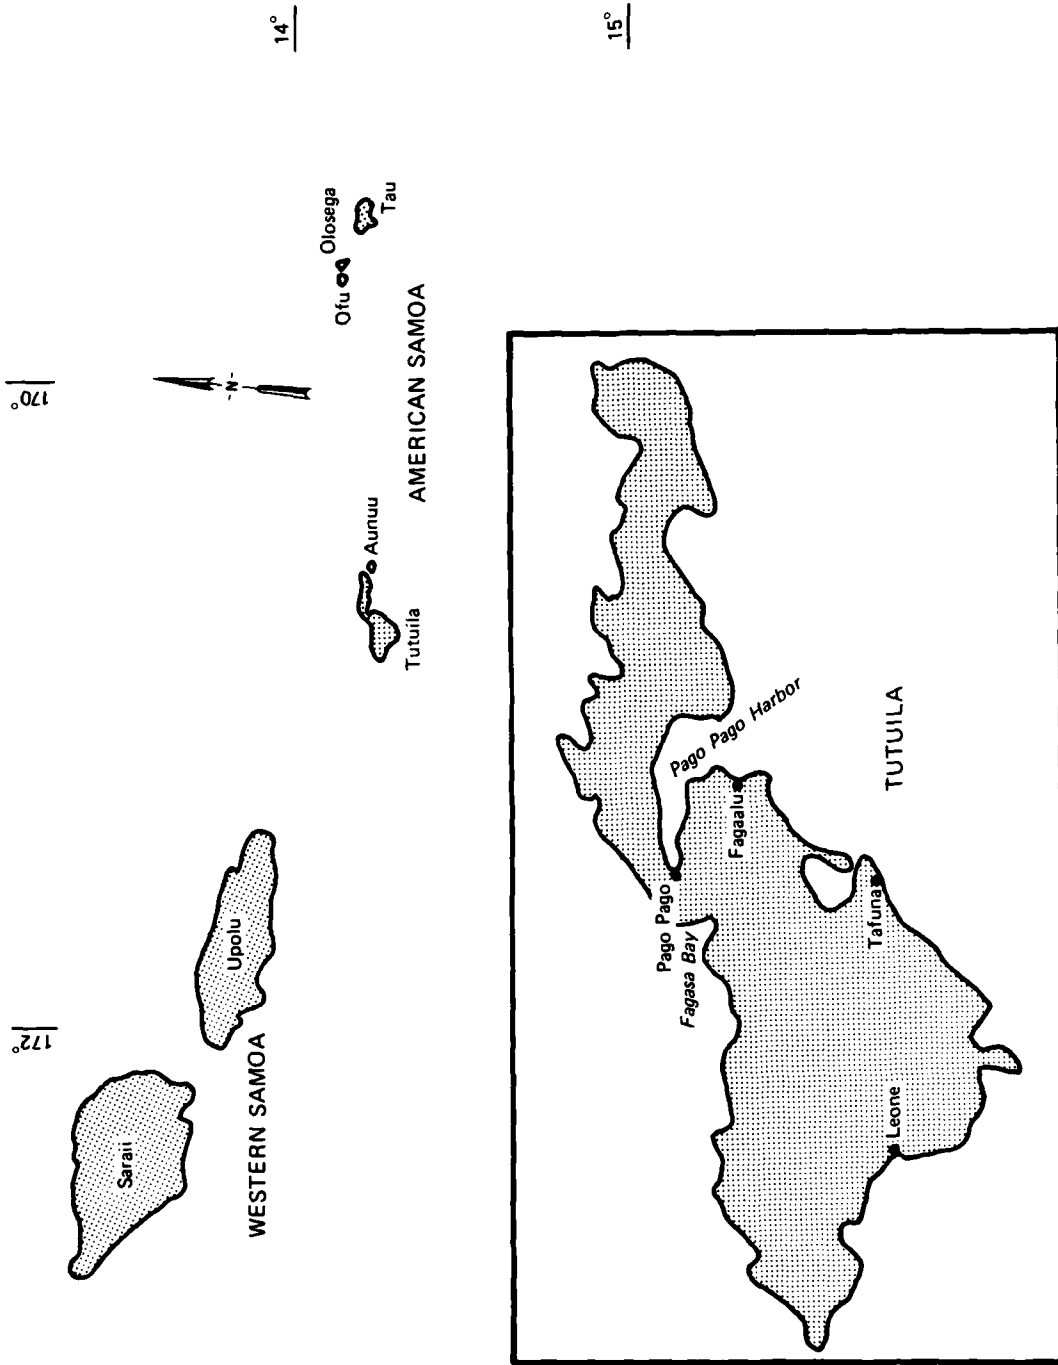 172°
170°
14°
15°
-N-
Saraii
Upolu
WESTERN SAMOA
Tutuila
Aunuu
Ofu
Olosega
Tau
AMERICAN SAMOA
Pago Pago
Fagasa Bay
Pago Pago Harbor
Fagaalu
Tafuna
Leone
TUTUILA